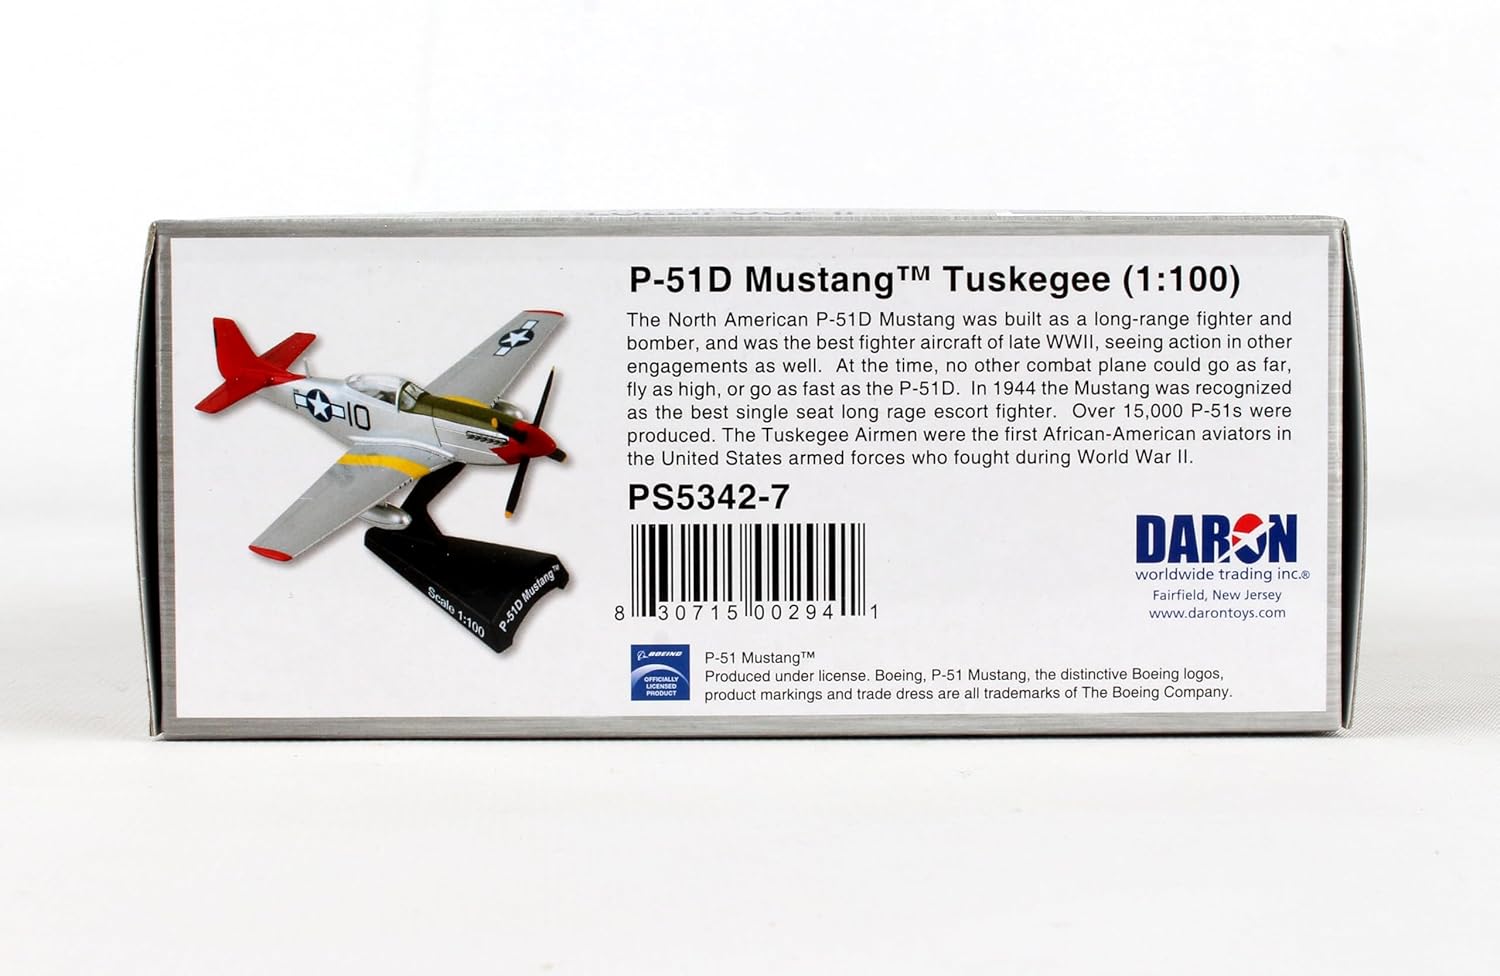 P-51D Mustang™ Tuskegee (1:100)
The North American P-51D Mustang was built as a long-range fighter and
bomber, and was the best fighter aircraft of late WWII, seeing action in other
engagements as well. At the time, no other combat plane could go as far,
fly as high, or go as fast as the P-51D. In 1944 the Mustang was recognized
as the best single seat long rage escort fighter. Over 15,000 P-51s were
produced. The Tuskegee Airmen were the first African-American aviators in
the United States armed forces who fought during World War II.
PS5342-7
8 30715 00294 1
DARON
worldwide trading inc.®
Fairfield, New Jersey
www.darontoys.com
BOEING
OFFICIALLY
LICENSED
PRODUCT
P-51 Mustang™
Produced under license. Boeing, P-51 Mustang, the distinctive Boeing logos,
product markings and trade dress are all trademarks of The Boeing Company.
10
Scale 1:100
P-51D Mustang™